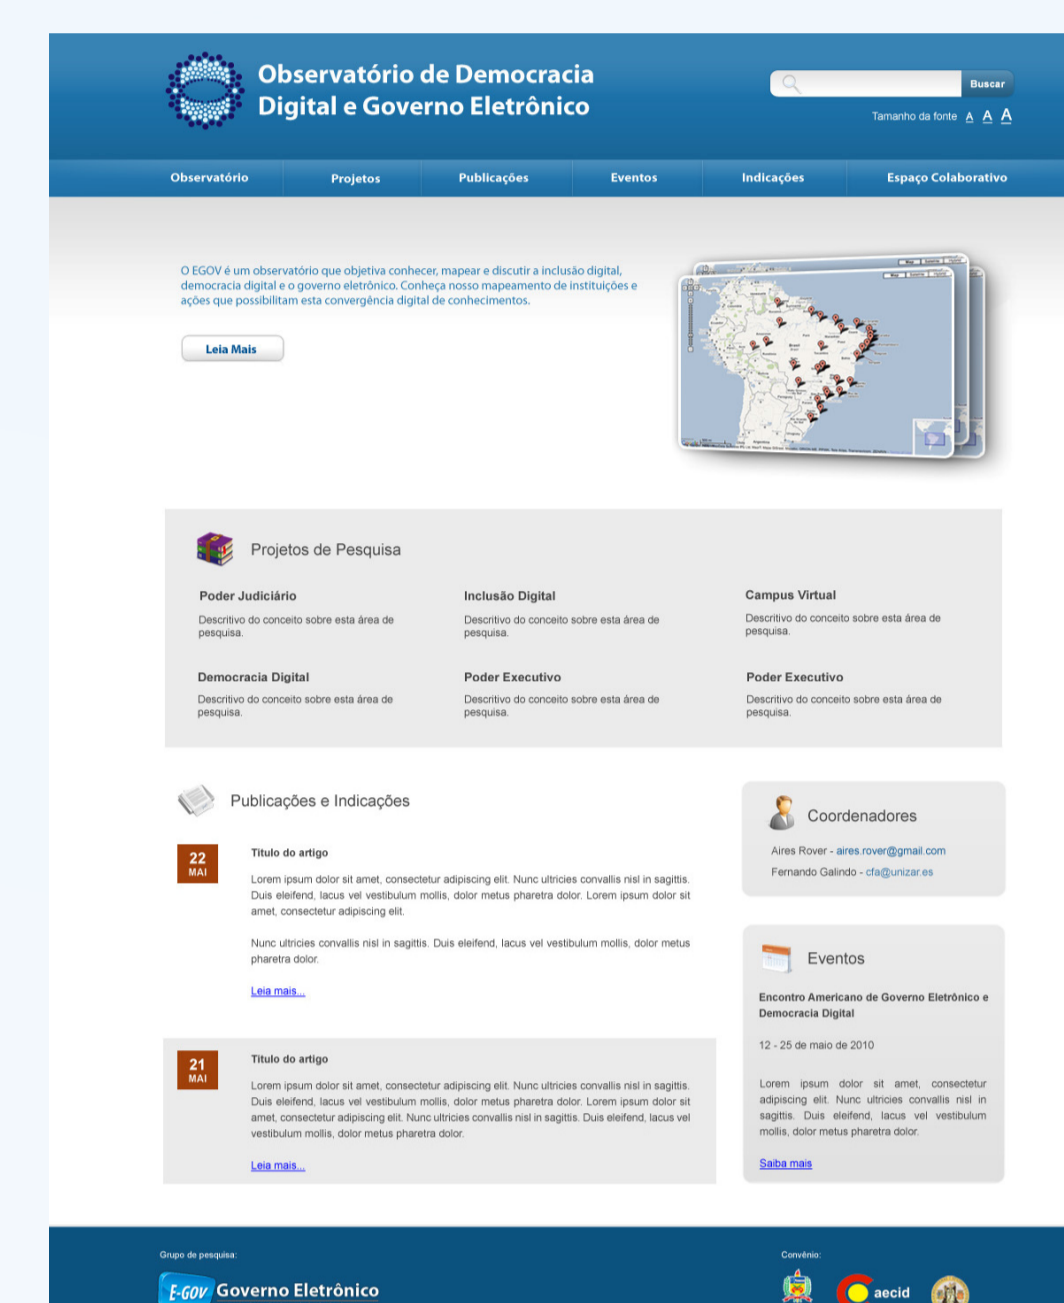 Observatório de Democracia
Digital e Governo Eletrônico
Buscar
Tamanho da fonte A A A
Observatório
Projetos
Publicações
Eventos
Indicações
Espaço Colaborativo
O EGOV é um observatório que objetiva conhecer, mapear e discutir a inclusão digital,
democracia digital e o governo eletrônico. Conheça nosso mapeamento de instituições e
ações que possibilitam esta convergência digital de conhecimentos.
Leia Mais
Projetos de Pesquisa
Poder Judiciário
Descritivo do conceito sobre esta área de
pesquisa.
Inclusão Digital
Descritivo do conceito sobre esta área de
pesquisa.
Campus Virtual
Descritivo do conceito sobre esta área de
pesquisa.
Democracia Digital
Descritivo do conceito sobre esta área de
pesquisa.
Poder Executivo
Descritivo do conceito sobre esta área de
pesquisa.
Poder Executivo
Descritivo do conceito sobre esta área de
pesquisa.
Publicações e Indicações
22
MAI
Titulo do artigo
Lorem ipsum dolor sit amet, consectetur adipiscing elit. Nunc ultricies convallis nisl in sagittis.
Duis eleifend, lacus vel vestibulum mollis, dolor metus pharetra dolor. Lorem ipsum dolor sit
amet, consectetur adipiscing elit.
Nunc ultricies convallis nisl in sagittis. Duis eleifend, lacus vel vestibulum mollis, dolor metus
pharetra dolor.
Leia mais...
21
MAI
Titulo do artigo
Lorem ipsum dolor sit amet, consectetur adipiscing elit. Nunc ultricies convallis nisl in sagittis.
Duis eleifend, lacus vel vestibulum mollis, dolor metus pharetra dolor. Lorem ipsum dolor sit
amet, consectetur adipiscing elit. Nunc ultricies convallis nisl in sagittis. Duis eleifend, lacus vel
vestibulum mollis, dolor metus pharetra dolor.
Leia mais...
Coordenadores
Aires Rover - aires.rover@gmail.com
Fernando Galindo - cfa@unizar.es
Eventos
Encontro Americano de Governo Eletrônico e
Democracia Digital
12 - 25 de maio de 2010
Lorem ipsum dolor sit amet, consectetur
adipiscing elit. Nunc ultricies convallis nisl in
sagittis. Duis eleifend, lacus vel vestibulum
mollis, dolor metus pharetra dolor.
Saiba mais
Grupo de pesquisa:
E-GOV Governo Eletrônico
Convênio:
aecid